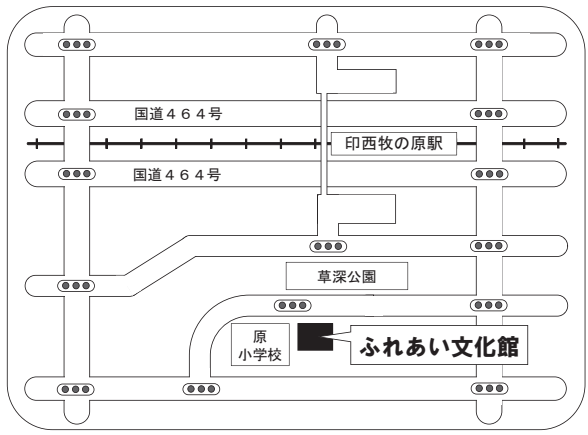 国道４６４号
印西牧の原駅
国道４６４号
草深公園
原
小学校
ふれあい文化館